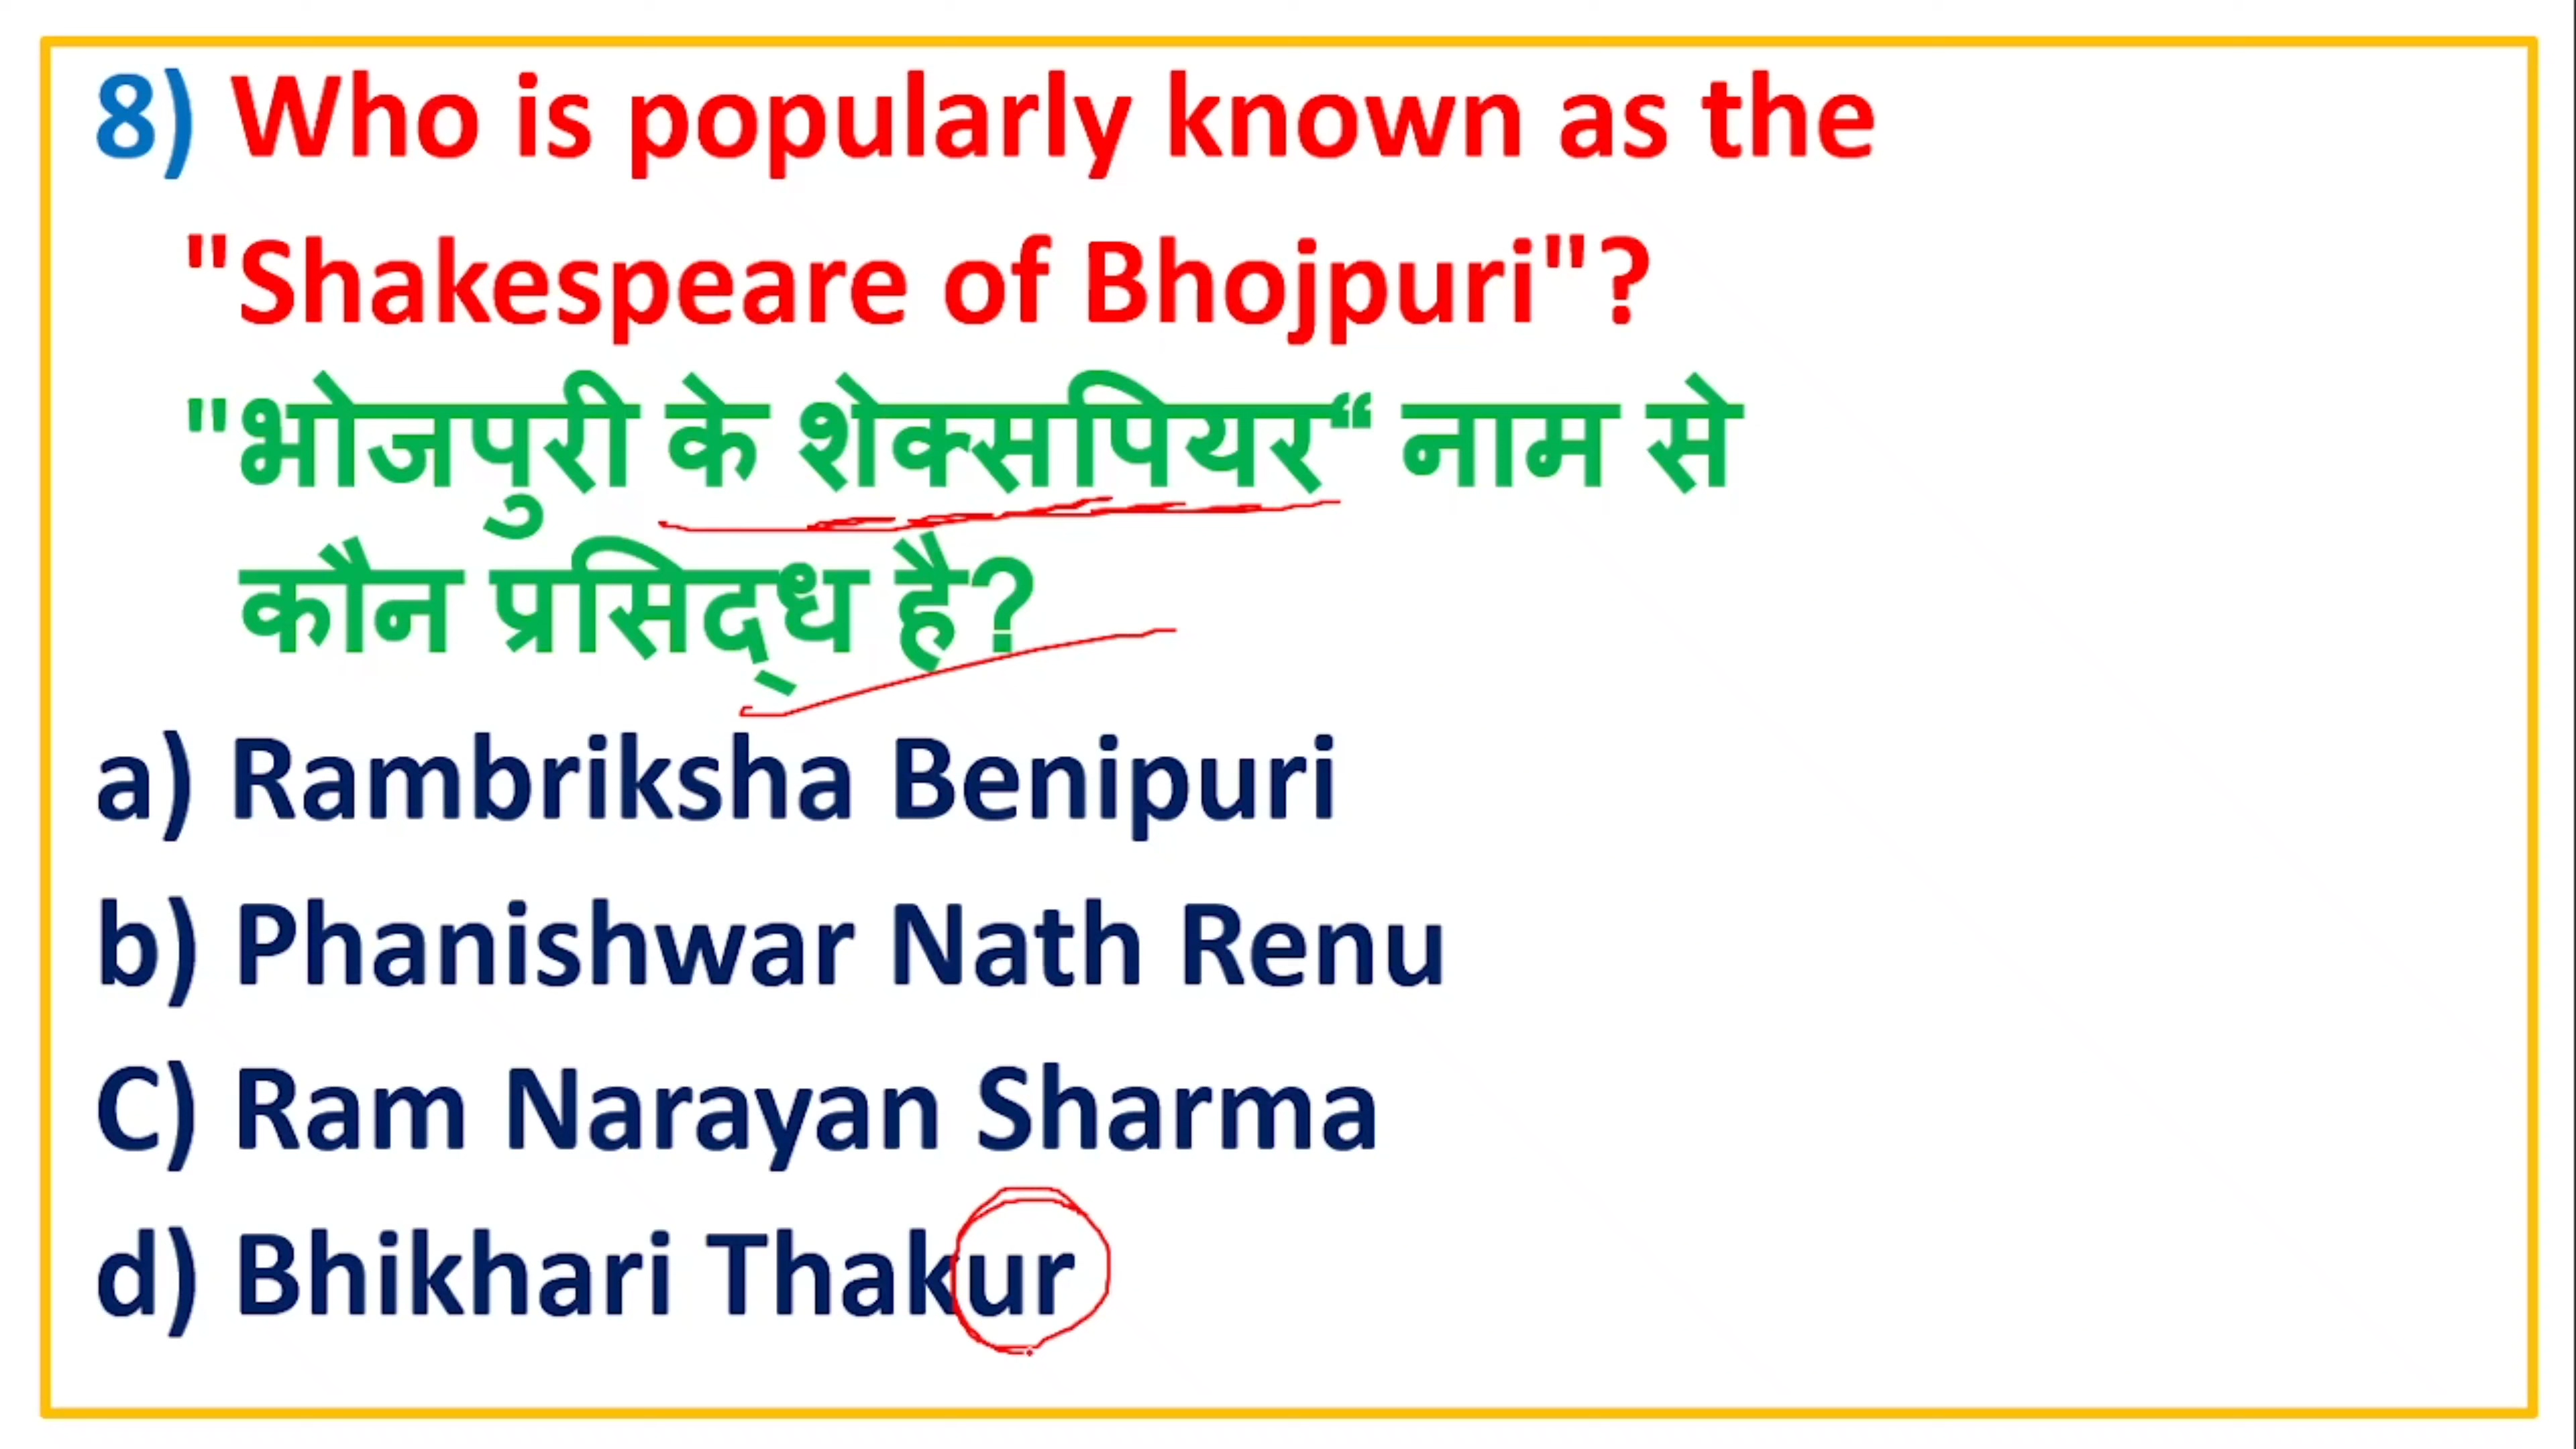 8) Who is popularly known as the
"Shakespeare of Bhojpuri"?
"भोजपुरी के शेक्सपियर“ नाम से
कौन प्रसिद्ध है?
a) Rambriksha Benipuri
b) Phanishwar Nath Renu
C) Ram Narayan Sharma
d) Bhikhari Thakur